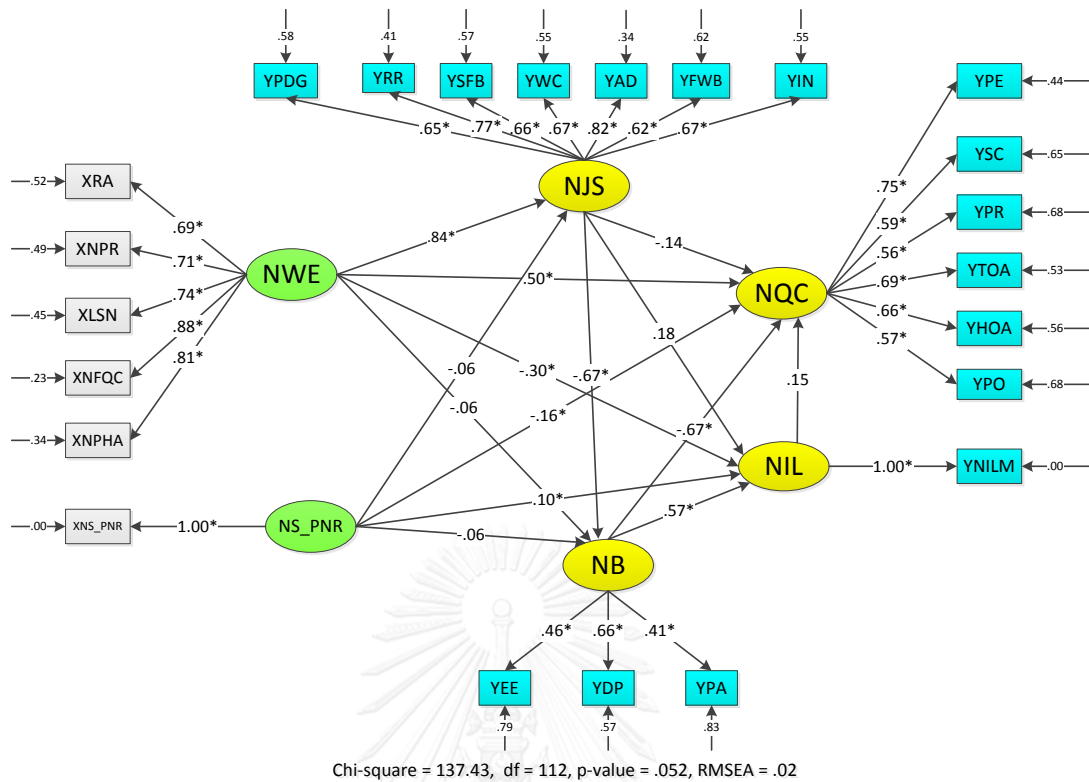 .58
.41
.57
.55
.34
.62
.55
YPDG
YRR
YSFB
YWC
YAD
YFWB
YIN
YPE
.44
.65*
.77*
.66*
.67*
.82*
.62*
.67*
YSC
.65
.52
XRA
NJS
.75*
.59*
YPR
.68
.69*
.56*
.49
XNPR
.71*
NWE
.84*
-.14
.50*
NQC
.69*
YTOA
.53
.45
XLSN
.74*
.66*
YHOA
.56
.88*
.18
.57*
.23
XNFQC
.81*
-.06
-.30*
-.67*
.15
YPO
.68
-.06
-.16*
.34
XNPHA
-.67*
NIL
1.00*
YNILM
.00
.10*
.57*
.00
XNS_PNR
1.00*
NS_PNR
-.06
NB
.46*
.66*
.41*
YEE
YDP
YPA
.79
.57
.83
Chi-square = 137.43, df = 112, p-value = .052, RMSEA = .02